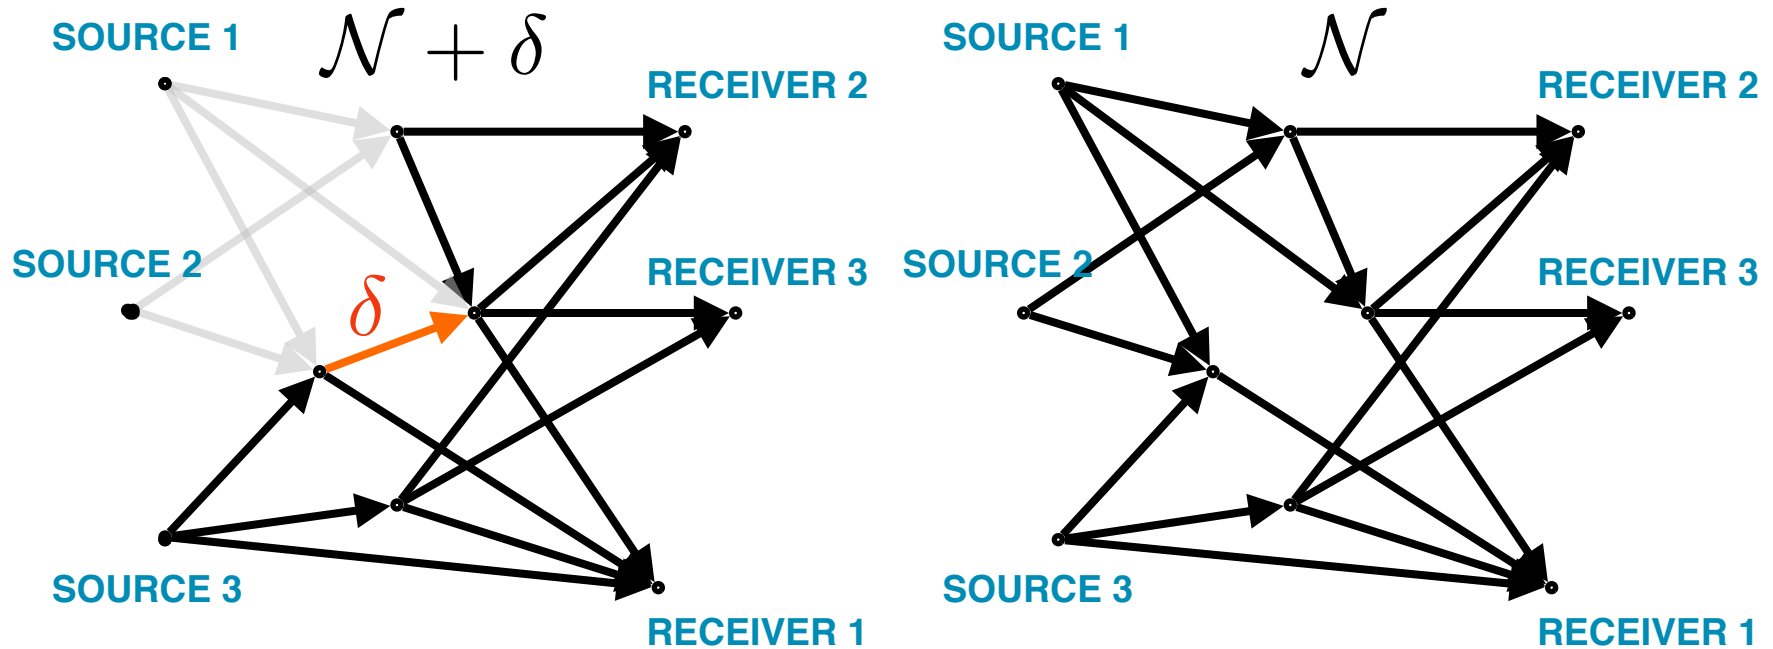 SOURCE 1
𝒩 + δ
RECEIVER 2
SOURCE 2
RECEIVER 3
δ
SOURCE 3
RECEIVER 1
SOURCE 1
𝒩
RECEIVER 2
SOURCE 2
RECEIVER 3
SOURCE 3
RECEIVER 1